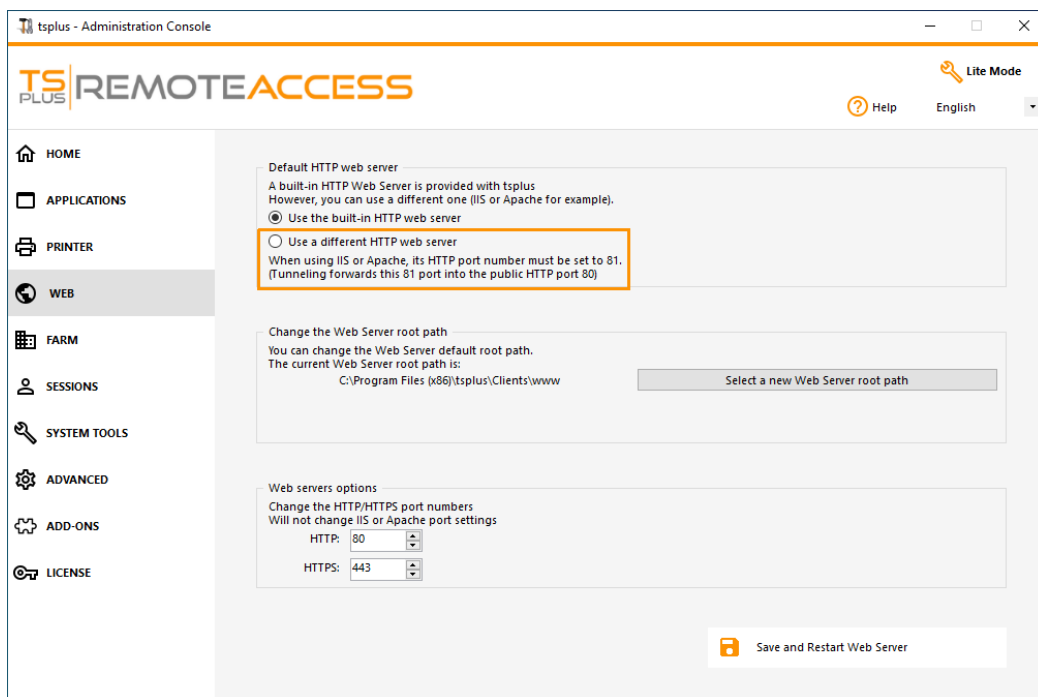 tsplus - Administration Console
TS PLUS REMOTEACCESS
Lite Mode
Help
English
HOME
APPLICATIONS
PRINTER
WEB
FARM
SESSIONS
SYSTEM TOOLS
ADVANCED
ADD-ONS
LICENSE
Default HTTP web server
A built-in HTTP Web Server is provided with tsplus
However, you can use a different one (IIS or Apache for example).
Use the built-in HTTP web server
Use a different HTTP web server
When using IIS or Apache, its HTTP port number must be set to 81.
(Tunneling forwards this 81 port into the public HTTP port 80)
Change the Web Server root path
You can change the Web Server default root path.
The current Web Server root path is:
C:\Program Files (x86)\tsplus\Clients\www
Select a new Web Server root path
Web servers options
Change the HTTP/HTTPS port numbers
Will not change IIS or Apache port settings
HTTP: 80
HTTPS: 443
Save and Restart Web Server